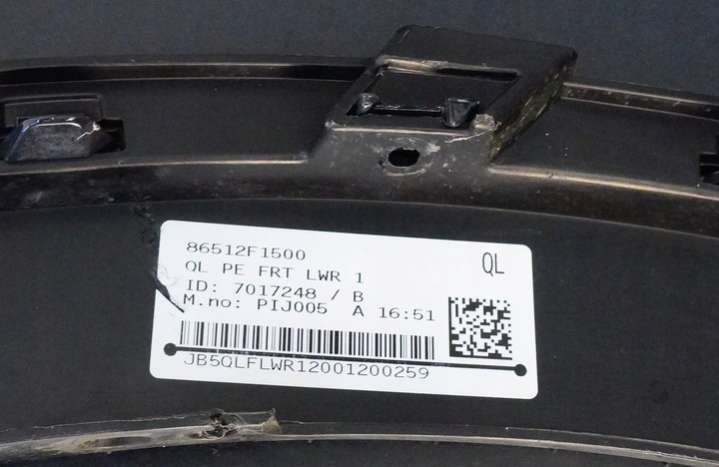 86512F1500
QL
QL PE FRT LWR 1
ID: 7017248 / B
M.no: PIJ005 A 16:51
JB5QLFLWR12001200259